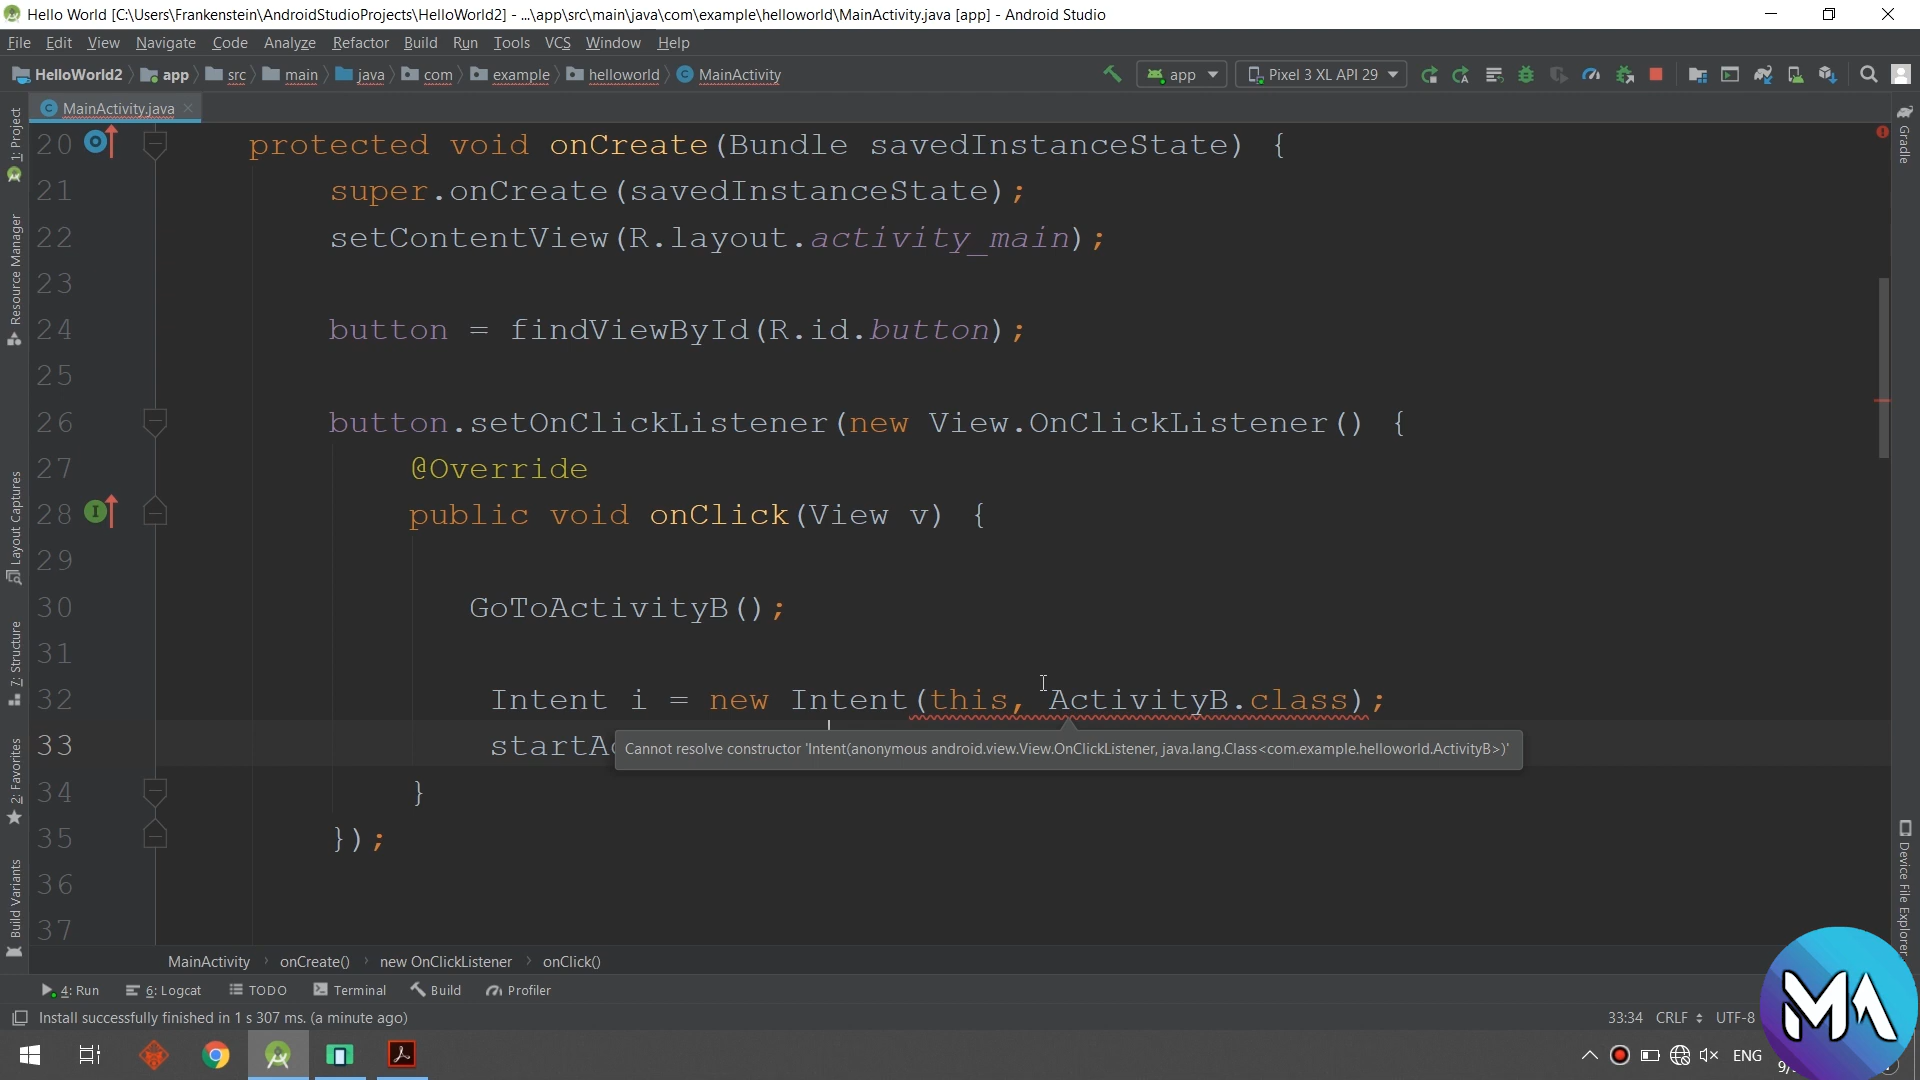 Hello World [C:\Users\Frankenstein\AndroidStudioProjects\HelloWorld2] - ...\app\src\main\java\com\example\helloworld\MainActivity.java [app] - Android Studio
File Edit View Navigate Code Analyze Refactor Build Run Tools VCS Window Help
HelloWorld2 app src main java com example helloworld MainActivity app Pixel 3 XL API 29
MainActivity.java
1: Project
Resource Manager
Layout Captures
7: Structure
2: Favorites
Build Variants
20 protected void onCreate(Bundle savedInstanceState) {
21 super.onCreate(savedInstanceState);
22 setContentView(R.layout.activity_main);
23
24 button = findViewById(R.id.button);
25
26 button.setOnClickListener(new View.OnClickListener() {
27 @Override
28 public void onClick(View v) {
29
30 GoToActivityB();
31
32 Intent i = new Intent(this, ActivityB.class);
33 startAc
Cannot resolve constructor 'Intent(anonymous android.view.View.OnClickListener, java.lang.Class<com.example.helloworld.ActivityB>)'
34 }
35 });
36
37
Gradle
Device File Explorer
MainActivity onCreate() new OnClickListener onClick()
4: Run 6: Logcat TODO Terminal Build Profiler
Install successfully finished in 1 s 307 ms. (a minute ago) 33:34 CRLF UTF-8
ENG
9/
MA